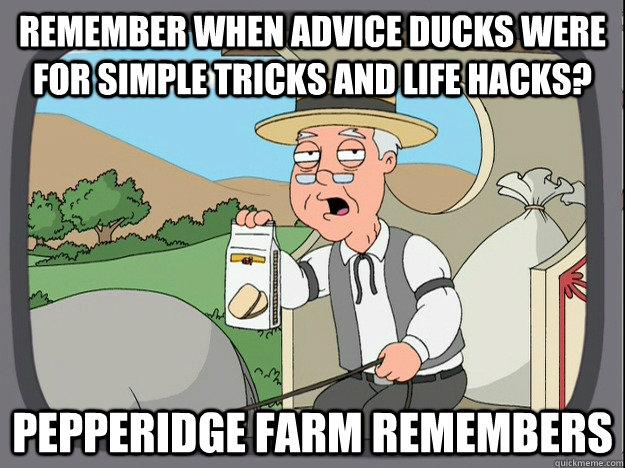 REMEMBER WHEN ADVICE DUCKS WERE
FOR SIMPLE TRICKS AND LIFE HACKS?
PEPPERIDGE FARM REMEMBERS
quickmeme.com